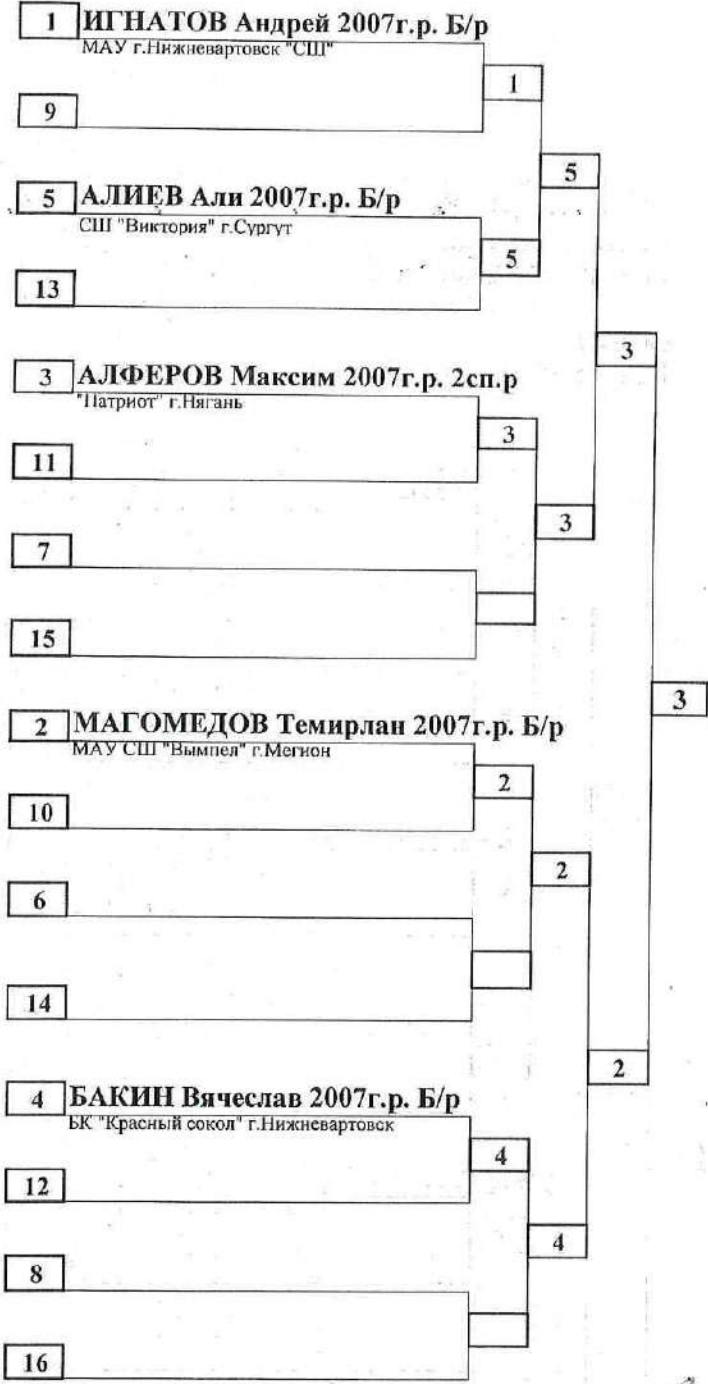 1 ИГНАТОВ Андрей 2007г.р. Б/р
МАУ г.Нижневартовск "СШ"
1
9
5
5 АЛИЕВ Али 2007г.р. Б/р
СШ "Виктория" г.Сургут
5
13
3
3 АЛФЕРОВ Максим 2007г.р. 2сп.р
"Патриот" г.Нягань
3
11
3
7
15
3
2 МАГОМЕДОВ Темирлан 2007г.р. Б/р
МАУ СШ "Вымпел" г.Мегион
2
10
2
6
14
2
4 БАКИН Вячеслав 2007г.р. Б/р
БК "Красный сокол" г.Нижневартовск
4
12
4
8
16